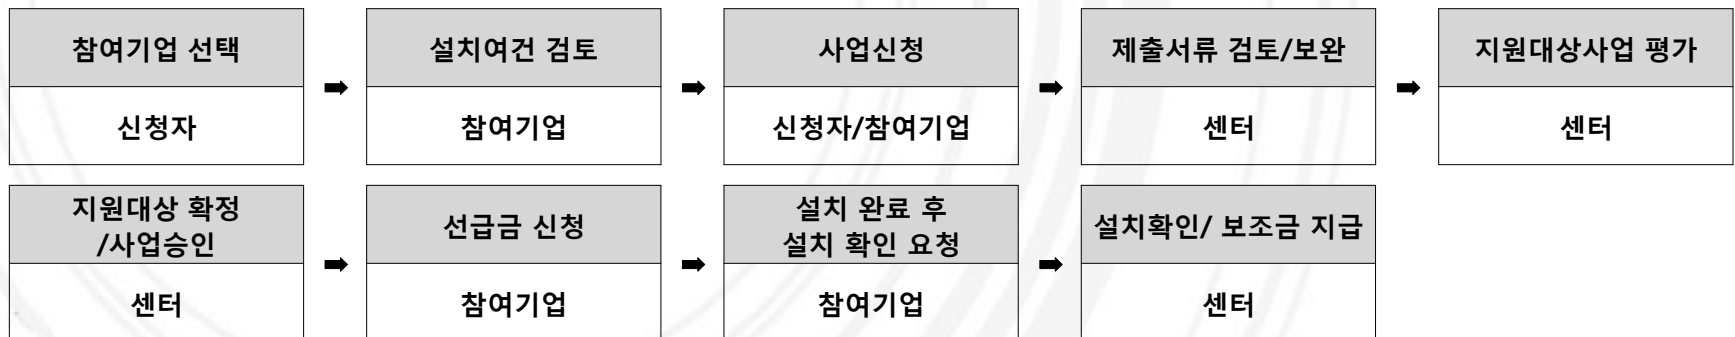 참여기업 선택
신청자
설치여건 검토
참여기업
사업신청
신청자/참여기업
제출서류 검토/보완
센터
지원대상사업 평가
센터
지원대상 확정
/사업승인
센터
선급금 신청
참여기업
설치 완료 후
설치 확인 요청
참여기업
설치확인/ 보조금 지급
센터